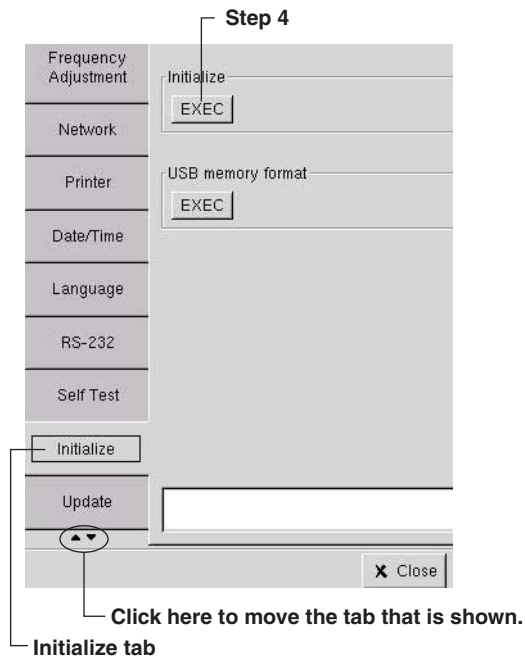 Step 4
Frequency
Adjustment
Initialize
EXEC
Network
USB memory format
Printer
EXEC
Date/Time
Language
RS-232
Self Test
Initialize
Update
X Close
Click here to move the tab that is shown.
Initialize tab